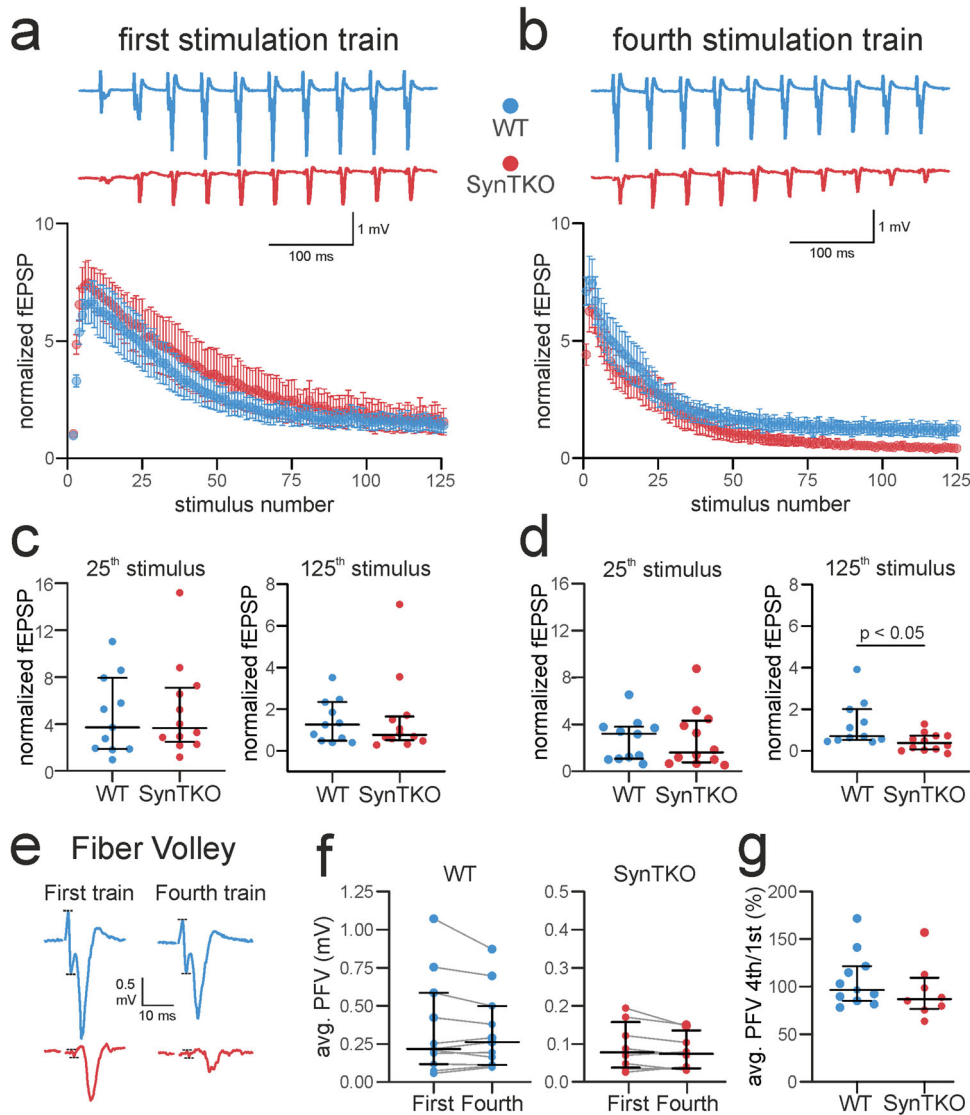 a first stimulation train
b fourth stimulation train
WT
SynTKO
1 mV
100 ms
1 mV
100 ms
normalized fEPSP
10
5
0
0 25 50 75 100 125
stimulus number
normalized fEPSP
10
5
0
0 25 50 75 100 125
stimulus number
c
25th stimulus
normalized fEPSP
16
12
8
4
0
WT SynTKO
125th stimulus
normalized fEPSP
8
6
4
2
0
WT SynTKO
d
25th stimulus
normalized fEPSP
16
12
8
4
0
WT SynTKO
125th stimulus
normalized fEPSP
8
6
4
2
0
p < 0.05
WT SynTKO
e Fiber Volley
First train Fourth train
0.5
mV
10 ms
f
WT
avg. PFV (mV)
1.25
1.00
0.75
0.50
0.25
0.00
First Fourth
SynTKO
0.5
0.4
0.3
0.2
0.1
0.0
First Fourth
g
avg. PFV 4th/1st (%)
200
150
100
50
0
WT SynTKO